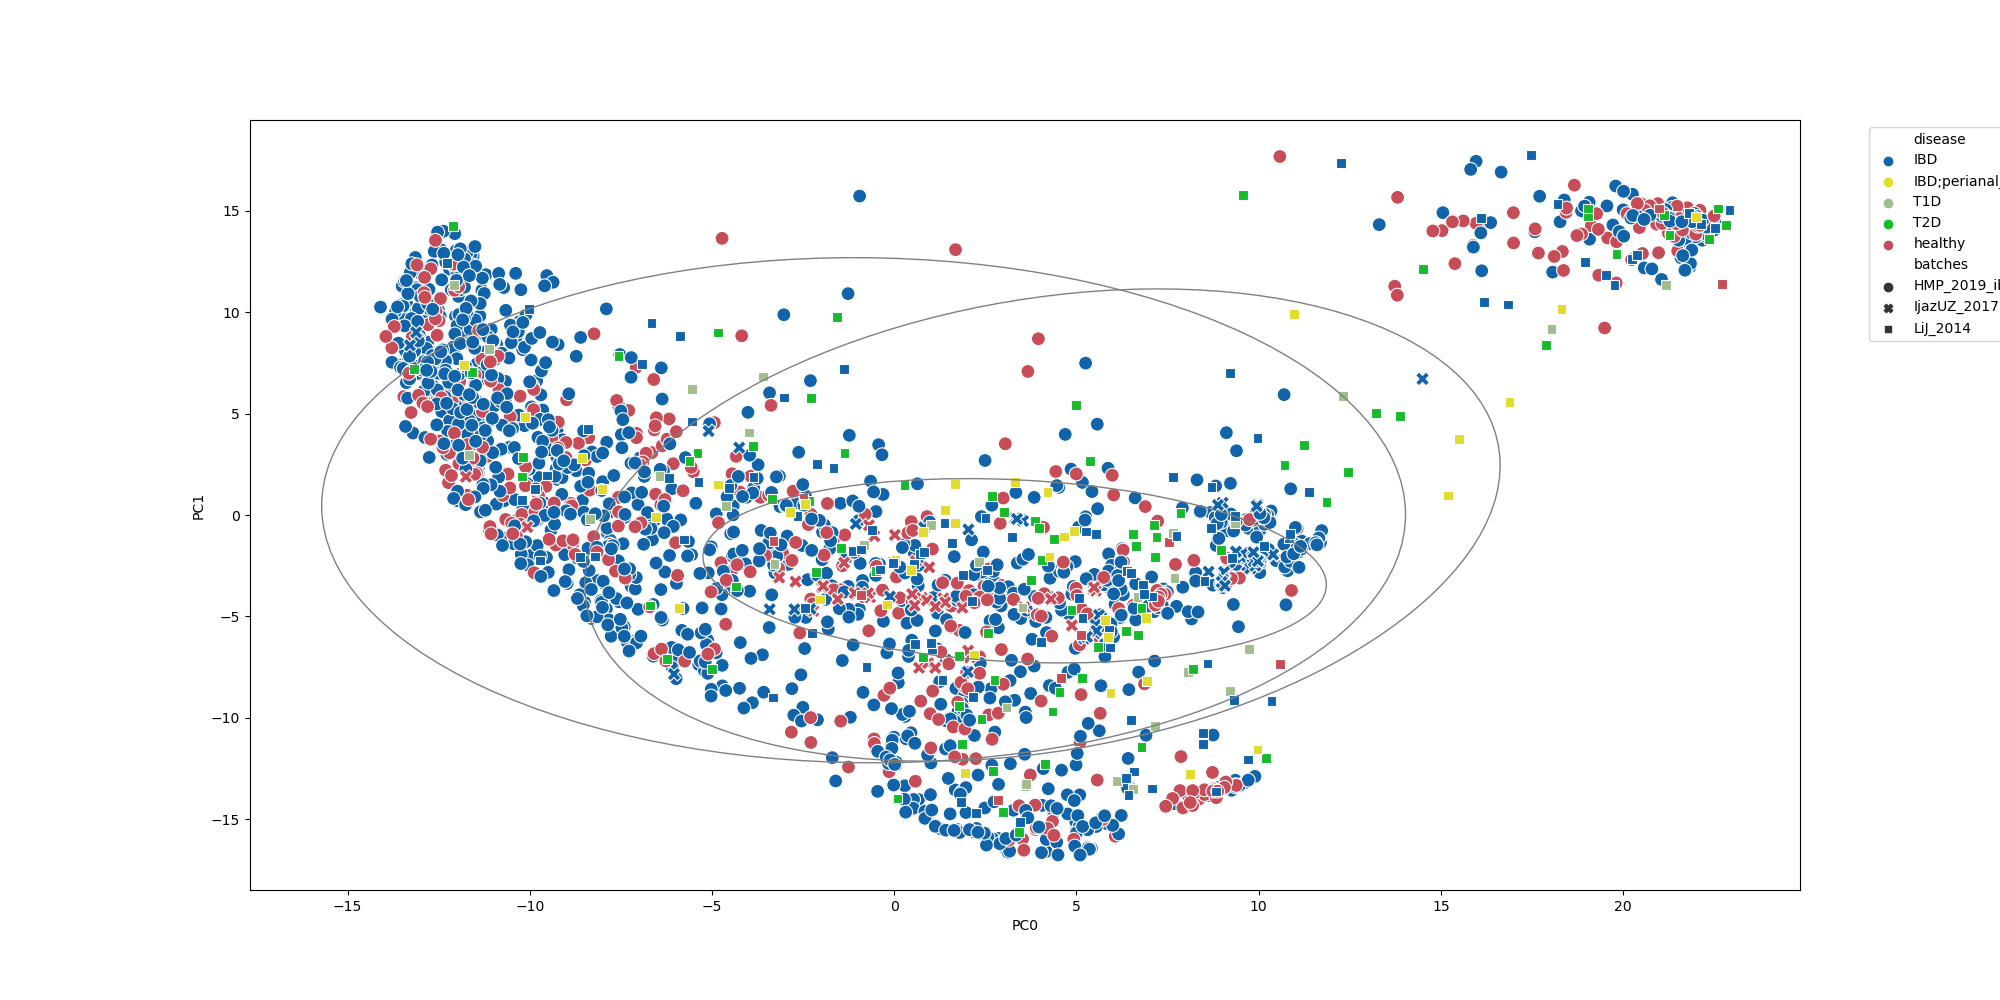 disease
IBD
IBD;perianal_
T1D
T2D
healthy
batches
HMP_2019_i
IjazUZ_2017
LiJ_2014
15
10
5
0
−5
−10
−15
PC1
−15
−10
−5
0
5
10
15
20
PC0